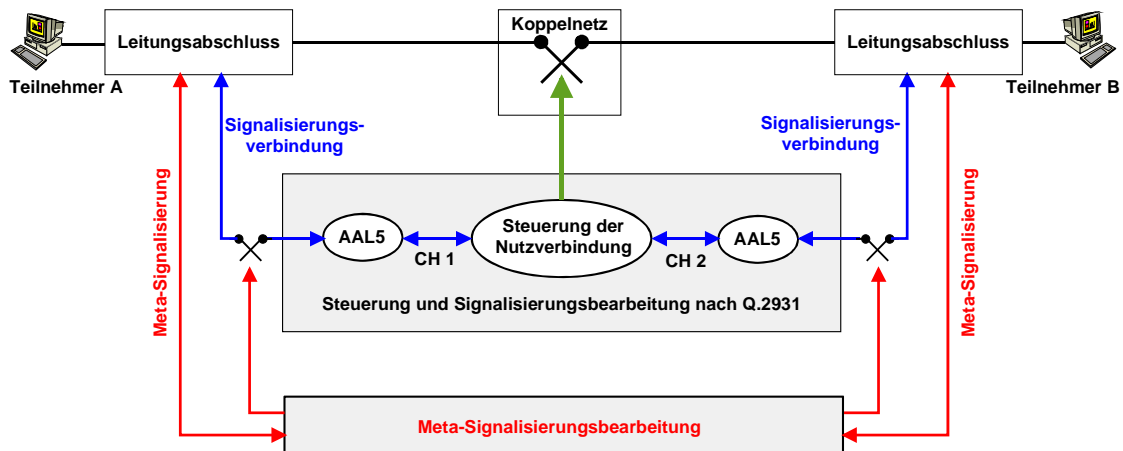 Koppelnetz
Leitungsabschluss
Leitungsabschluss
Teilnehmer A
Teilnehmer B
Signalisierungs-
verbindung
Signalisierungs-
verbindung
Meta-Signalisierung
Meta-Signalisierung
AAL5
CH 1
Steuerung der
Nutzverbindung
CH 2
AAL5
Steuerung und Signalisierungsbearbeitung nach Q.2931
Meta-Signalisierungsbearbeitung